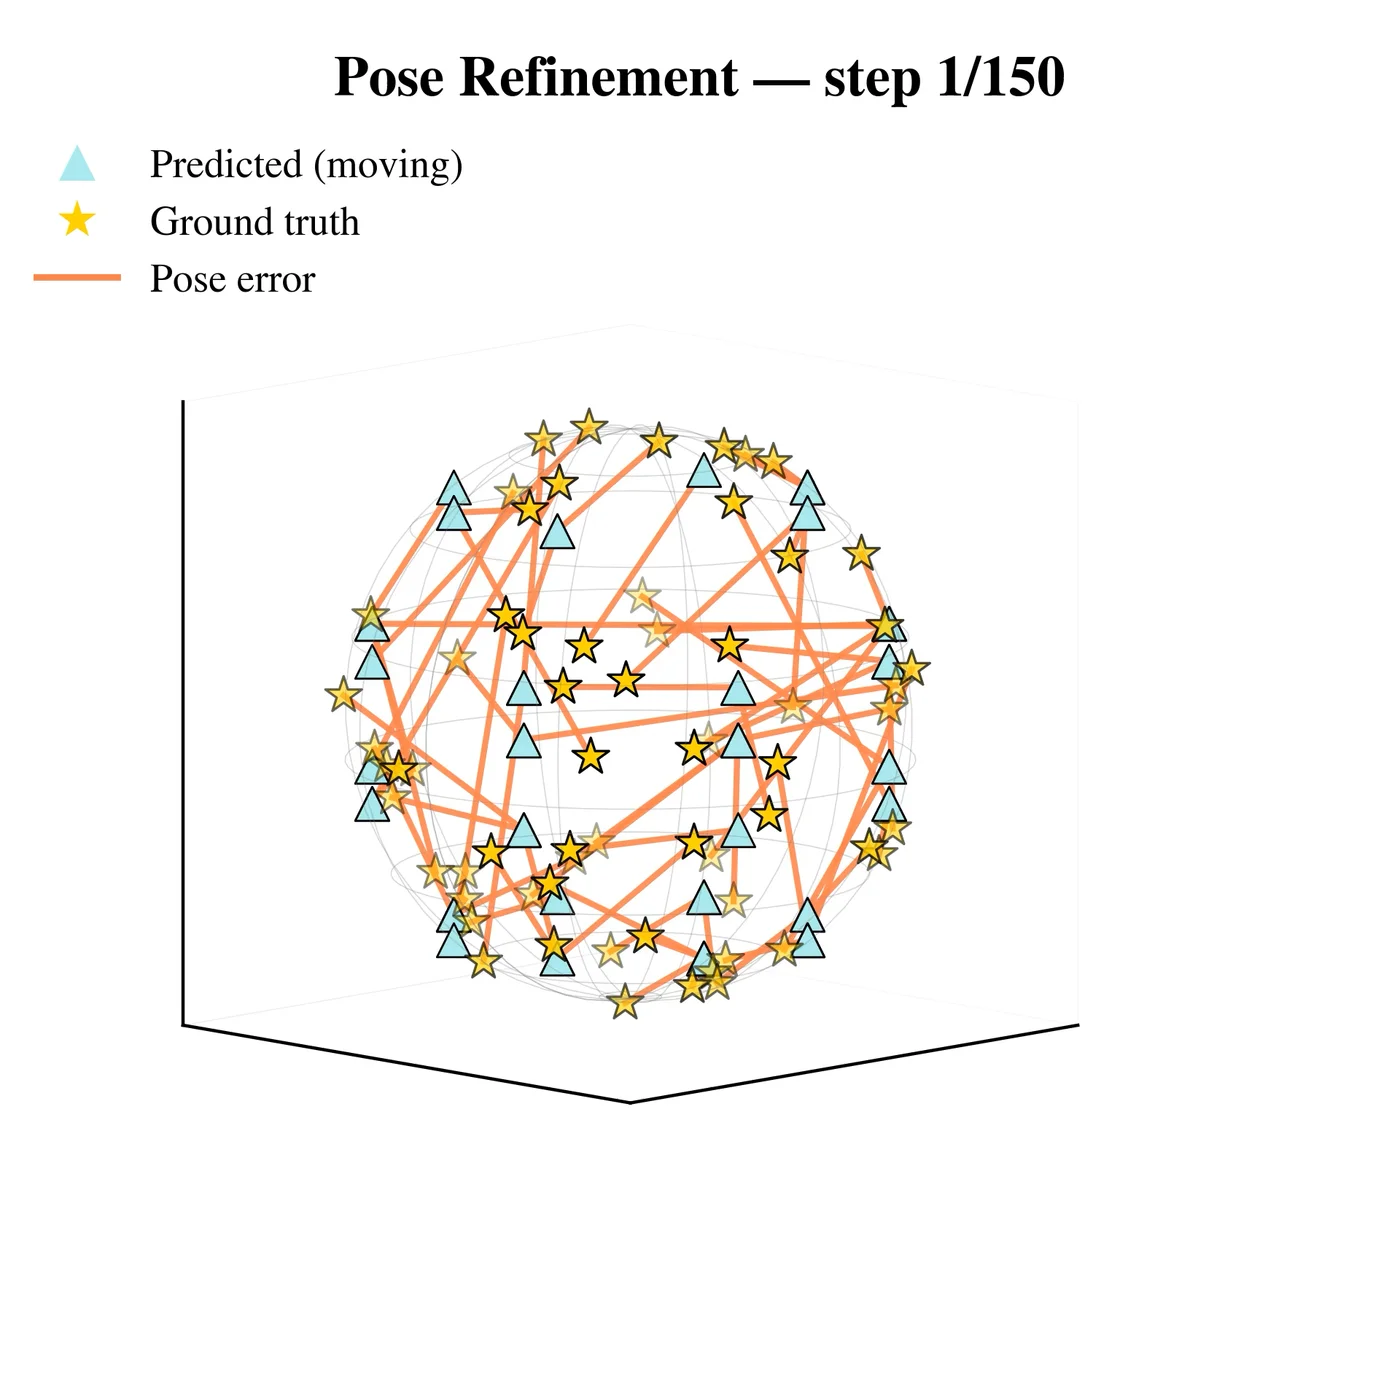 Pose Refinement — step 1/150
Predicted (moving)
Ground truth
Pose error